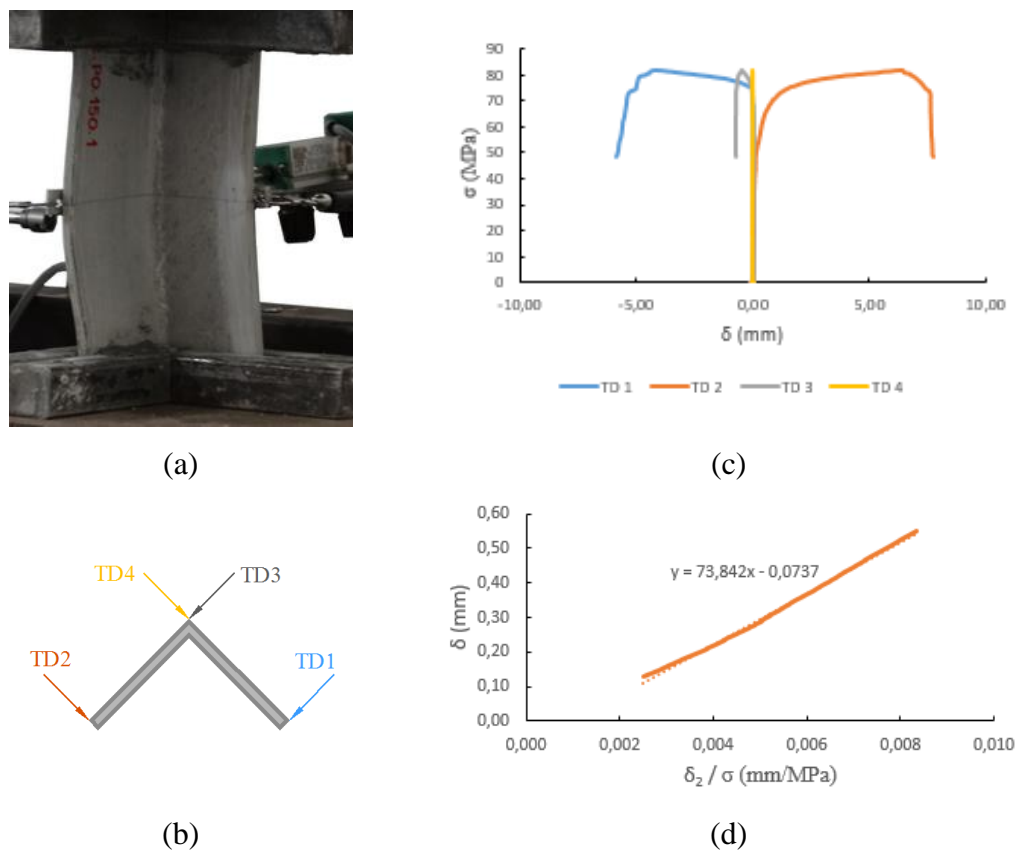 PO.150.1
(a)
90
80
70
60
50
40
30
20
10
0
σ (MPa)
-10,00 -5,00 0,00 5,00 10,00
δ (mm)
TD 1 TD 2 TD 3 TD 4
(c)
TD4 TD3
TD2 TD1
(b)
0,60
0,50
0,40
0,30
0,20
0,10
0,00
δ (mm)
y = 73,842x - 0,0737
0,000 0,002 0,004 0,006 0,008 0,010
δ₂ / σ (mm/MPa)
(d)